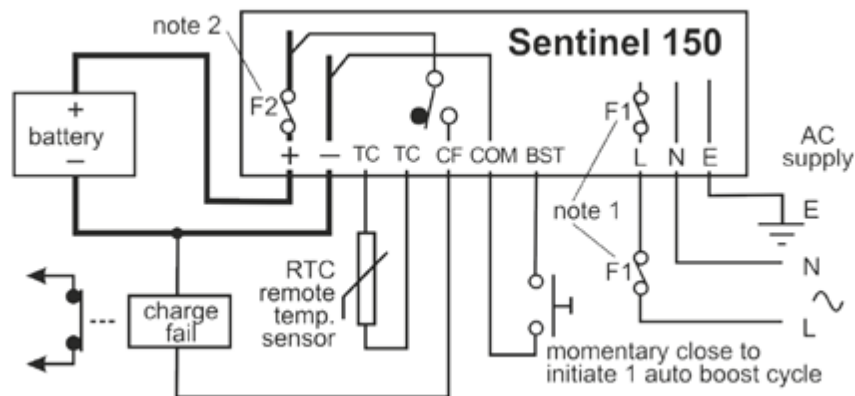 note 2
Sentinel 150
+
battery
−
F2
F1
AC
supply
+ − TC TC CF COM BST L N E
note 1
E
F1
N
RTC
remote
temp.
sensor
charge
fail
L
momentary close to
initiate 1 auto boost cycle